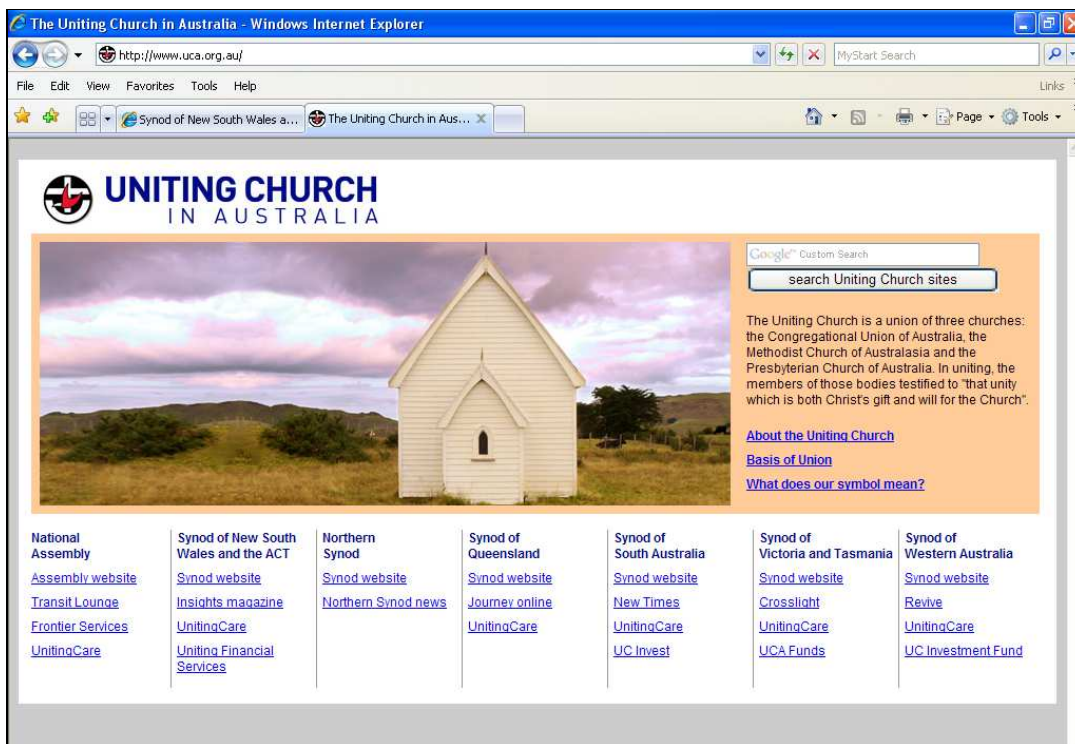 The Uniting Church in Australia - Windows Internet Explorer
http://www.uca.org.au/
MyStart Search
File Edit View Favorites Tools Help
Links
Synod of New South Wales a...
The Uniting Church in Aus...
Page
Tools
UNITING CHURCH
IN AUSTRALIA
Google™ Custom Search
search Uniting Church sites
The Uniting Church is a union of three churches:
the Congregational Union of Australia, the
Methodist Church of Australasia and the
Presbyterian Church of Australia. In uniting, the
members of those bodies testified to "that unity
which is both Christ's gift and will for the Church".
About the Uniting Church
Basis of Union
What does our symbol mean?
National
Assembly
Assembly website
Transit Lounge
Frontier Services
UnitingCare
Synod of New South
Wales and the ACT
Synod website
Insights magazine
UnitingCare
Uniting Financial
Services
Northern
Synod
Synod website
Northern Synod news
Synod of
Queensland
Synod website
Journey online
UnitingCare
Synod of
South Australia
Synod website
New Times
UnitingCare
UC Invest
Synod of
Victoria and Tasmania
Synod website
Crosslight
UnitingCare
UCA Funds
Synod of
Western Australia
Synod website
Revive
UnitingCare
UC Investment Fund